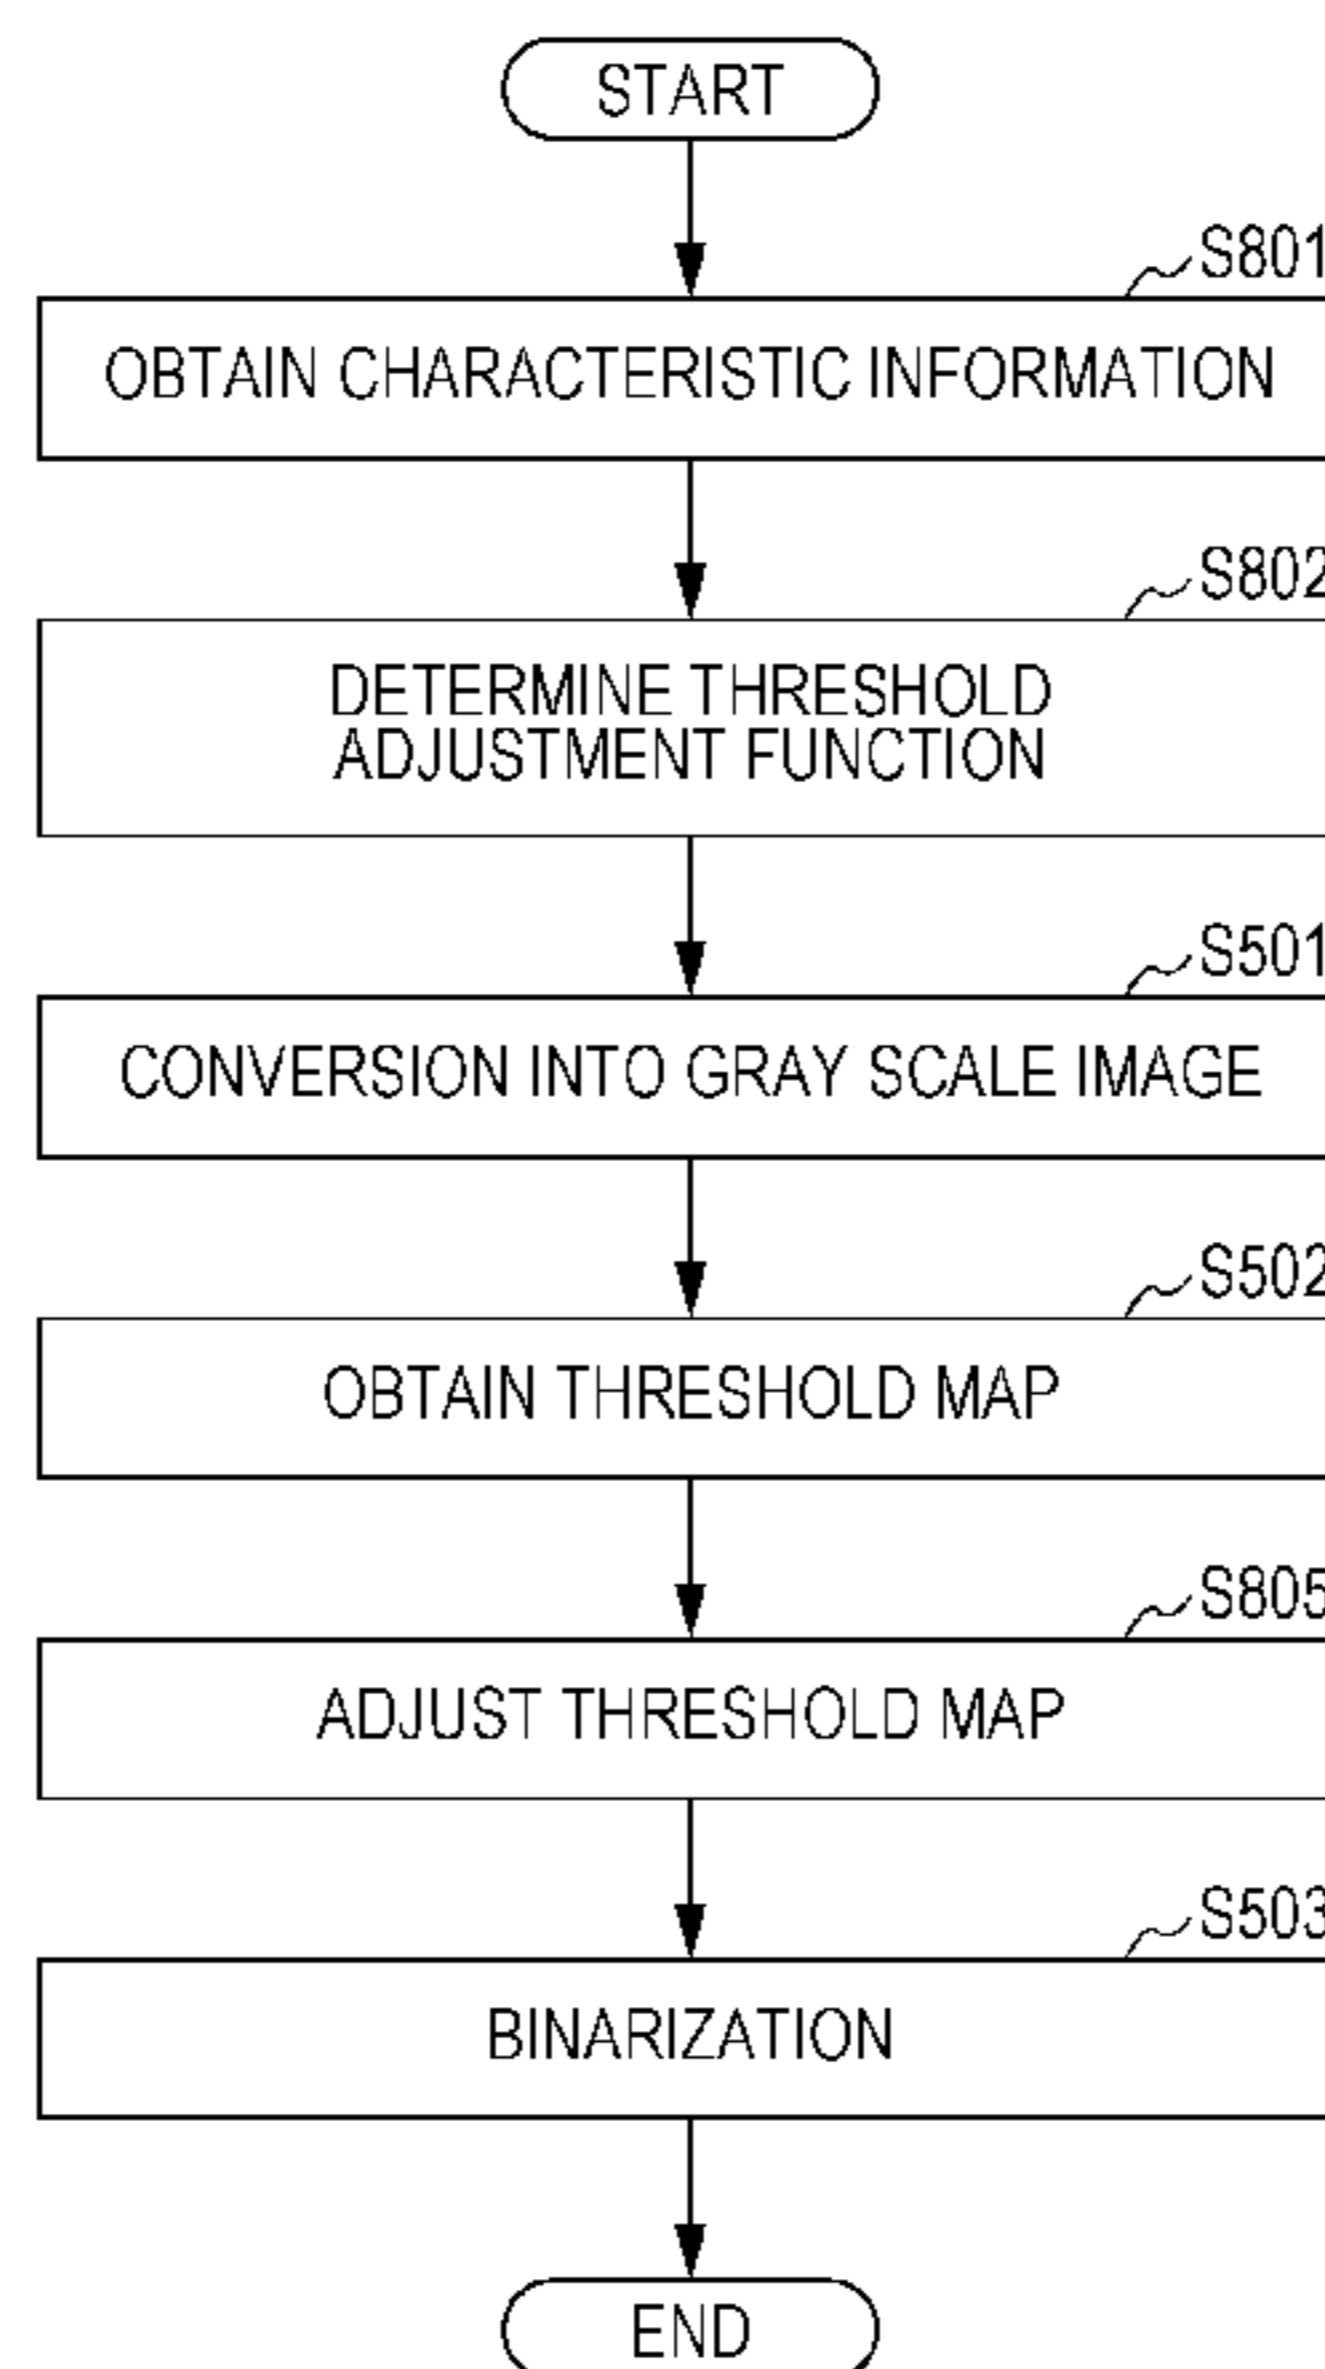 START
S801
OBTAIN CHARACTERISTIC INFORMATION
S802
DETERMINE THRESHOLD
ADJUSTMENT FUNCTION
S501
CONVERSION INTO GRAY SCALE IMAGE
S502
OBTAIN THRESHOLD MAP
S805
ADJUST THRESHOLD MAP
S503
BINARIZATION
END